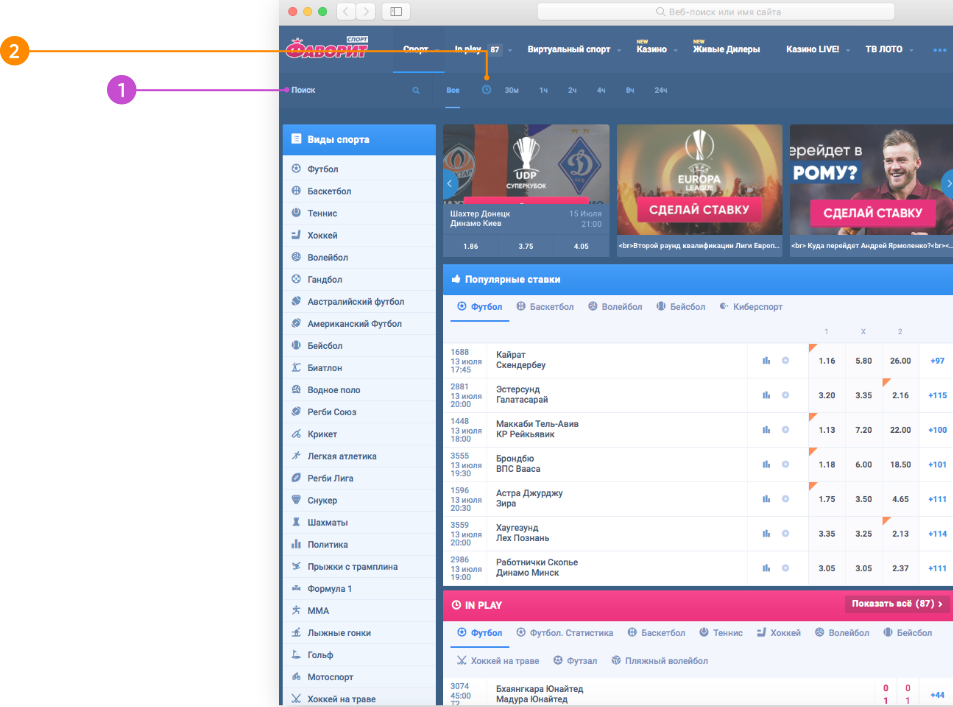 Веб-поиск или имя сайта
2
СПОРТ
ФАВОРИТ
Спорт
In play 87
Виртуальный спорт
NEW
Казино
NEW
Живые Дилеры
Казино LIVE!
ТВ ЛОТО
1
Поиск
Все
30м
1ч
2ч
4ч
8ч
24ч
Виды спорта
Футбол
Баскетбол
Теннис
Хоккей
Волейбол
Гандбол
Австралийский футбол
Американский Футбол
Бейсбол
Биатлон
Водное поло
Регби Союз
Крикет
Легкая атлетика
Регби Лига
Снукер
Шахматы
Политика
Прыжки с трамплина
Формула 1
ММА
Лыжные гонки
Гольф
Мотоспорт
Хоккей на траве
UDP
СУПЕРКУБОК
Шахтер Донецк 15 Июля
Динамо Киев 21:00
1.86 3.75 4.05
EUROPA
LEAGUE
СДЕЛАЙ СТАВКУ
<br>Второй раунд квалификации Лиги Европ...
ерейдет в
РОМУ?
СДЕЛАЙ СТАВКУ
<br> Куда перейдет Андрей Ярмоленко?<br><..
Популярные ставки
Футбол Баскетбол Волейбол Бейсбол Киберспорт
1 X 2
1688
13 июля
17:45
Кайрат
Скендербеу
1.16 5.80 26.00 +97
2881
13 июля
20:00
Эстерсунд
Галатасарай
3.20 3.35 2.16 +115
1448
13 июля
18:00
Маккаби Тель-Авив
КР Рейкьявик
1.13 7.20 22.00 +100
3555
13 июля
19:30
Брондбю
ВПС Вааса
1.18 6.00 18.50 +101
1596
13 июля
20:30
Астра Джурджу
Зира
1.75 3.50 4.65 +111
3559
13 июля
20:00
Хаугезунд
Лех Познань
3.35 3.25 2.13 +114
2986
13 июля
19:00
Работнички Скопье
Динамо Минск
3.05 3.05 2.37 +111
IN PLAY
Показать всё (87)
Футбол Футбол. Статистика Баскетбол Теннис Хоккей Волейбол Бейсбол
Хоккей на траве Футзал Пляжный волейбол
3074
45:00
72
Бхаянгкара Юнайтед
Мадура Юнайтед
0 0
1 1
+44